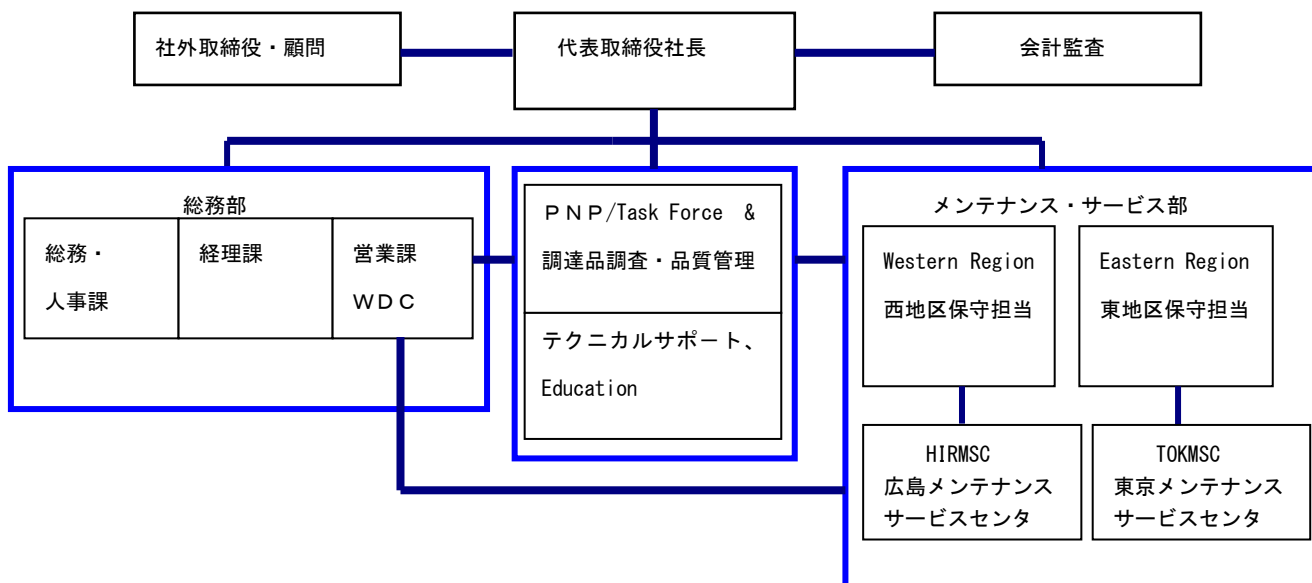 社外取締役・顧問
代表取締役社長
会計監査
総務部
総務・
人事課
経理課
営業課
ＷＤＣ
ＰＮＰ/Task Force &
調達品調査・品質管理
テクニカルサポート、
Education
メンテナンス・サービス部
Western Region
西地区保守担当
Eastern Region
東地区保守担当
HIRMSC
広島メンテナンス
サービスセンタ
TOKMSC
東京メンテナンス
サービスセンタ